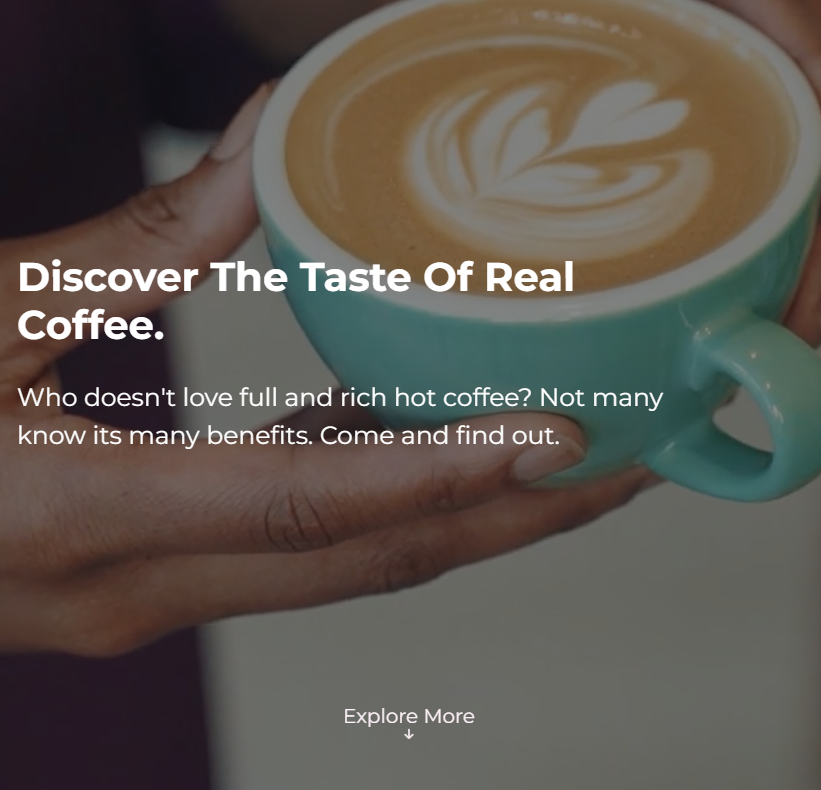 Discover The Taste Of Real
Coffee.
Who doesn't love full and rich hot coffee? Not many
know its many benefits. Come and find out.
Explore More
↓